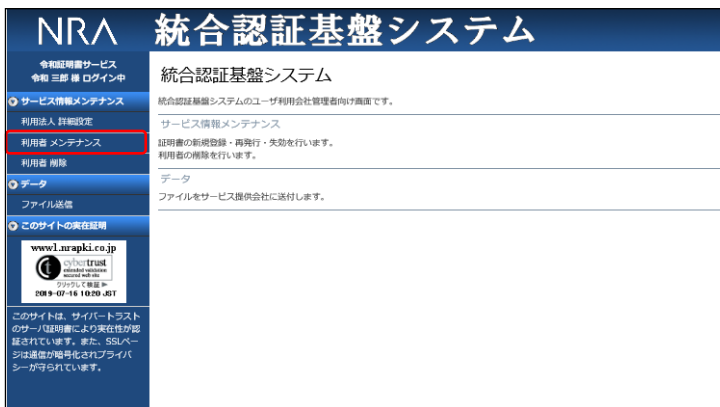 NRA
統合認証基盤システム
令和証明書サービス
令和 三郎 様 ログイン中
サービス情報メンテナンス
利用法人 詳細設定
利用者 メンテナンス
利用者 削除
データ
ファイル送信
このサイトの実在証明
www1.nrapki.co.jp
cybertrust
extended validation
secured web site
クリックして検証
2019-07-16 10:20 JST
このサイトは、サイバートラスト
のサーバ証明書により実在性が認
証されています。また、SSLペー
ジは通信が暗号化されプライバ
シーが守られています。
統合認証基盤システム
統合認証基盤システムのユーザ利用会社管理者向け画面です。
サービス情報メンテナンス
証明書の新規登録・再発行・失効を行います。
利用者の削除を行います。
データ
ファイルをサービス提供会社に送付します。